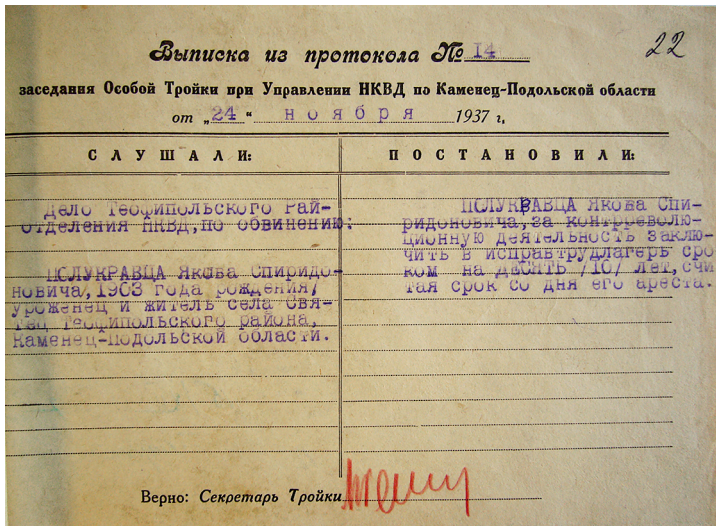 22
Выписка из протокола № 14
заседания Особой Тройки при Управлении НКВД по Каменец-Подольской области
от „24“ ноября 1937 г.
СЛУШАЛИ:
Дело Теофипольского Рай-
отделения НКВД, по обвинению:
ПОЛУКРАВЦА Якова Спиридо-
новича, 1903 года рождения,
уроженец и житель села Свя-
тец Теофипольского района,
Каменец-Подольской области.
ПОСТАНОВИЛИ:
ПОЛУКРАВЦА Якова Спи-
ридоновича, за контрреволю-
ционную деятельность заклю-
чить в исправтрудлагерь сро-
ком на десять /10/ лет, счи-
тая срок со дня его ареста.
Верно: Секретарь Тройки